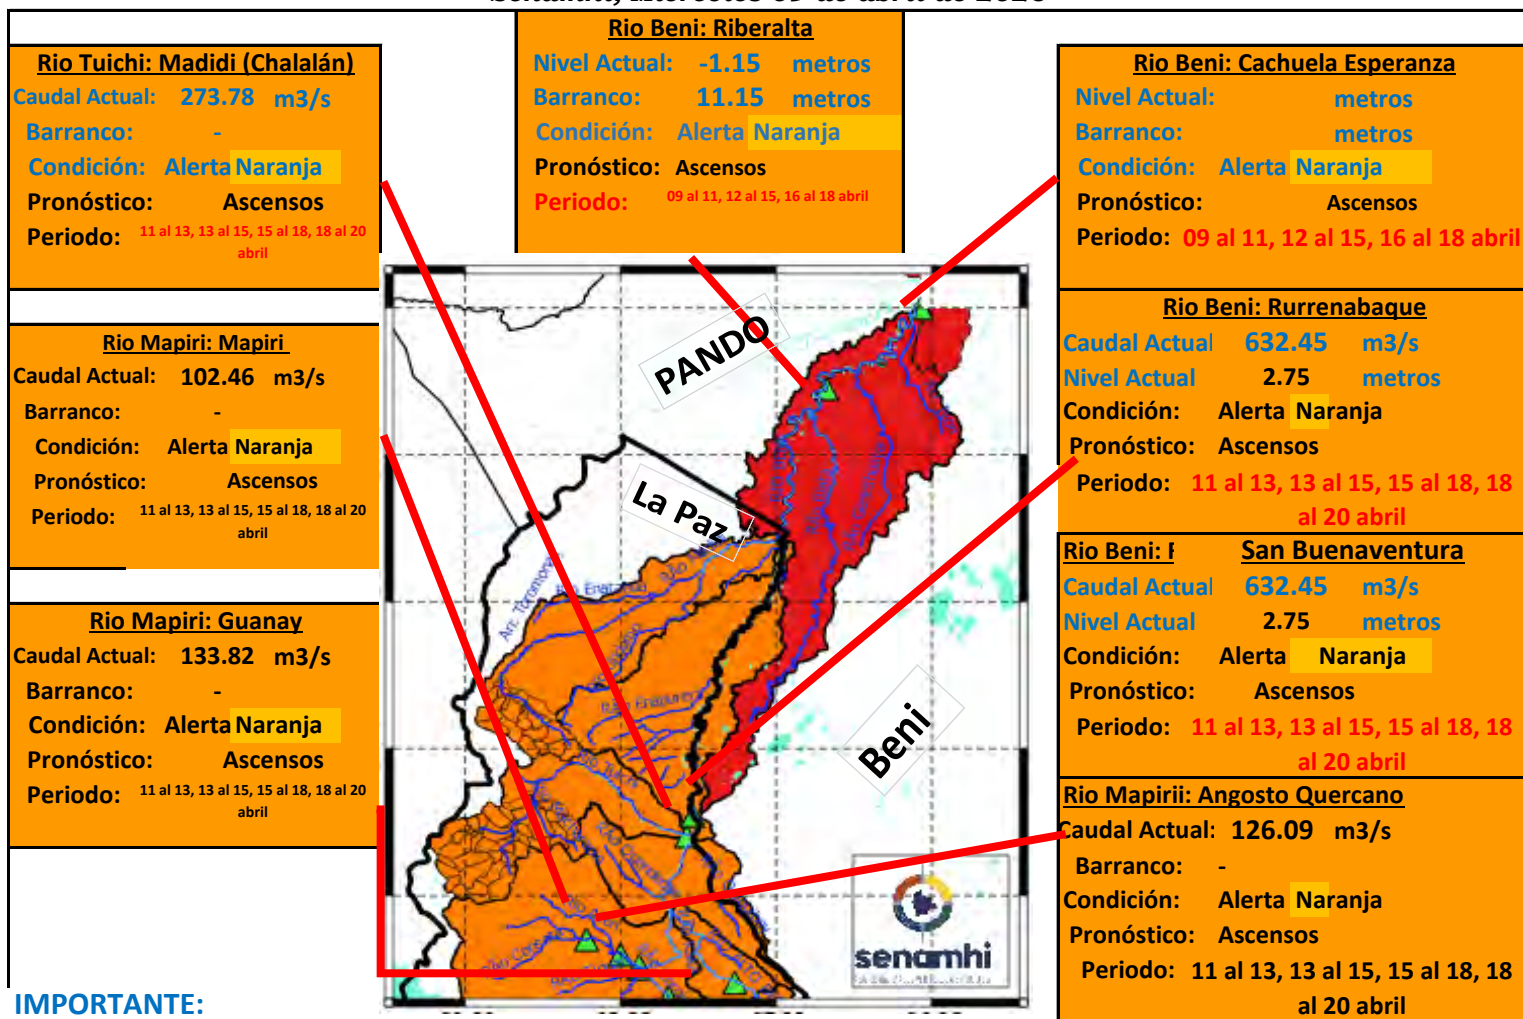 Rio Tuichi: Madidi (Chalalán)
Caudal Actual: 273.78 m3/s
Barranco: -
Condición: Alerta Naranja
Pronóstico: Ascensos
Periodo: 11 al 13, 13 al 15, 15 al 18, 18 al 20
abril
Rio Mapiri: Mapiri
Caudal Actual: 102.46 m3/s
Barranco: -
Condición: Alerta Naranja
Pronóstico: Ascensos
Periodo: 11 al 13, 13 al 15, 15 al 18, 18 al 20
abril
Rio Mapiri: Guanay
Caudal Actual: 133.82 m3/s
Barranco: -
Condición: Alerta Naranja
Pronóstico: Ascensos
Periodo: 11 al 13, 13 al 15, 15 al 18, 18 al 20
abril
IMPORTANTE:
Rio Beni: Riberalta
Nivel Actual: -1.15 metros
Barranco: 11.15 metros
Condición: Alerta Naranja
Pronóstico: Ascensos
Periodo: 09 al 11, 12 al 15, 16 al 18 abril
PANDO
La Paz
Beni
senamhi
Rio Beni: Cachuela Esperanza
Nivel Actual: metros
Barranco: metros
Condición: Alerta Naranja
Pronóstico: Ascensos
Periodo: 09 al 11, 12 al 15, 16 al 18 abril
Rio Beni: Rurrenabaque
Caudal Actual 632.45 m3/s
Nivel Actual 2.75 metros
Condición: Alerta Naranja
Pronóstico: Ascensos
Periodo: 11 al 13, 13 al 15, 15 al 18, 18
al 20 abril
Rio Beni: San Buenaventura
Caudal Actual 632.45 m3/s
Nivel Actual 2.75 metros
Condición: Alerta Naranja
Pronóstico: Ascensos
Periodo: 11 al 13, 13 al 15, 15 al 18, 18
al 20 abril
Rio Mapirii: Angosto Quercano
Caudal Actual: 126.09 m3/s
Barranco: -
Condición: Alerta Naranja
Pronóstico: Ascensos
Periodo: 11 al 13, 13 al 15, 15 al 18, 18
al 20 abril